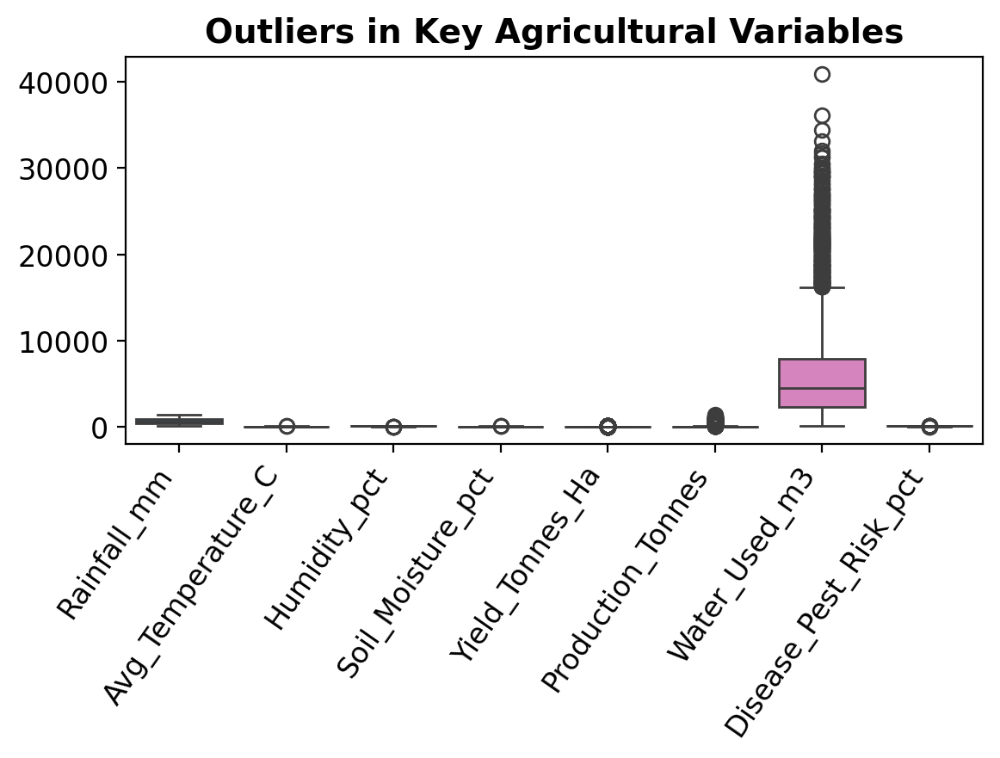 Outliers in Key Agricultural Variables
40000
30000
20000
10000
0
Rainfall_mm
Avg_Temperature_C
Humidity_pct
Soil_Moisture_pct
Yield_Tonnes_Ha
Production_Tonnes
Water_Used_m3
Disease_Pest_Risk_pct